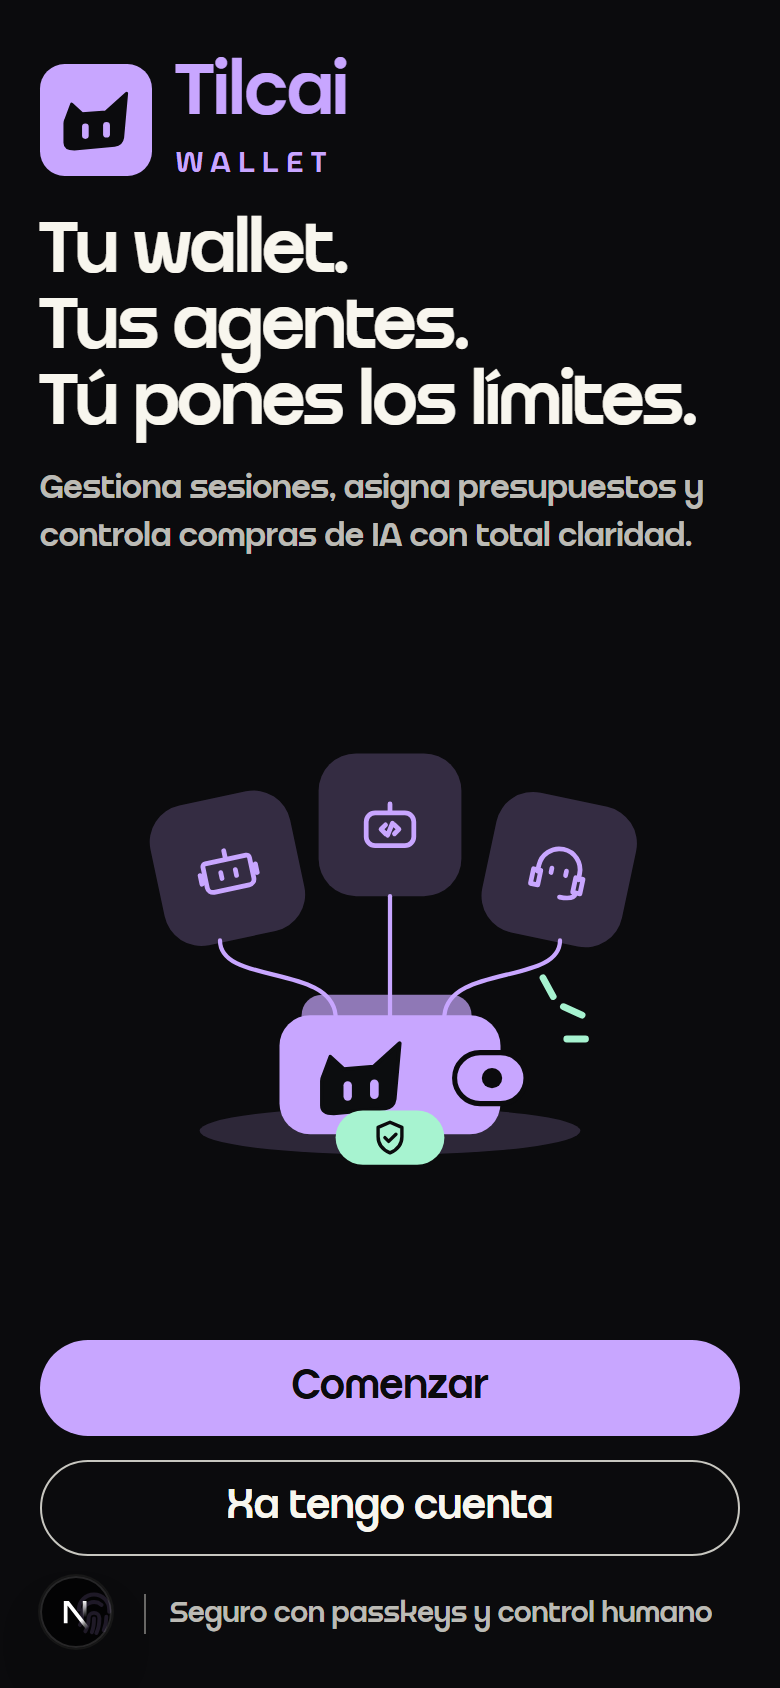 Tilcai
WALLET
Tu wallet.
Tus agentes.
Tú pones los límites.
Gestiona sesiones, asigna presupuestos y
controla compras de IA con total claridad.
Comenzar
Ya tengo cuenta
N
Seguro con passkeys y control humano